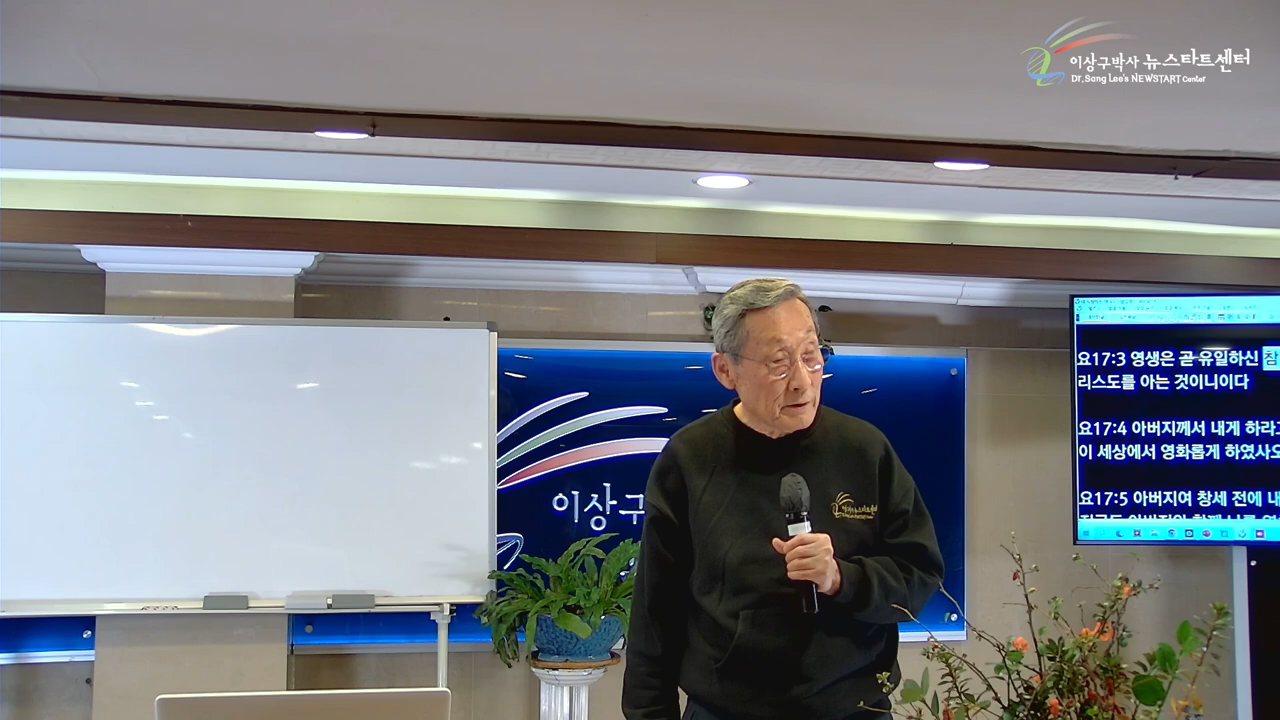 이상구박사 뉴스타트센터
Dr. Sang Lee's NEWSTART Center
요17:3 영생은 곧 유일하신 참
리스도를 아는 것이니이다
요17:4 아버지께서 내게 하라고
이 세상에서 영화롭게 하였사오
요17:5 아버지여 창세 전에 내
이상구